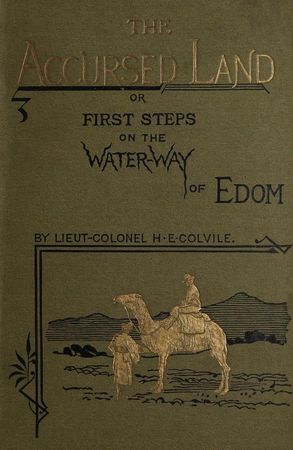 THE
ACCURSED LAND
OR
FIRST STEPS
ON THE
WATER-WAY
OF EDOM
BY LIEUT-COLONEL H·E·COLVILE.